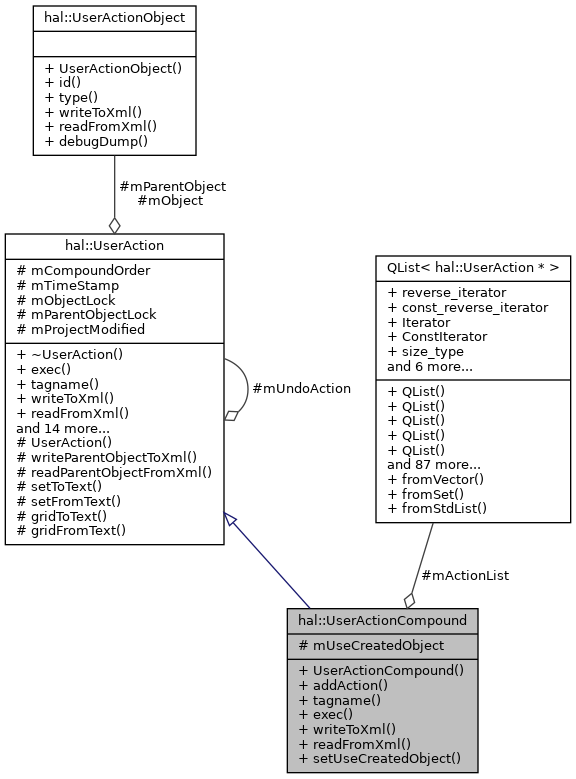 hal::UserActionObject
+ UserActionObject()
+ id()
+ type()
+ writeToXml()
+ readFromXml()
+ debugDump()
#mParentObject
#mObject
hal::UserAction
# mCompoundOrder
# mTimeStamp
# mObjectLock
# mParentObjectLock
# mProjectModified
+ ~UserAction()
+ exec()
+ tagname()
+ writeToXml()
+ readFromXml()
and 14 more...
# UserAction()
# writeParentObjectToXml()
# readParentObjectFromXml()
# setToText()
# setFromText()
# gridToText()
# gridFromText()
#mUndoAction
QList< hal::UserAction * >
+ reverse_iterator
+ const_reverse_iterator
+ Iterator
+ ConstIterator
+ size_type
and 6 more...
+ QList()
+ QList()
+ QList()
+ QList()
+ QList()
and 87 more...
+ fromVector()
+ fromSet()
+ fromStdList()
#mActionList
hal::UserActionCompound
# mUseCreatedObject
+ UserActionCompound()
+ addAction()
+ tagname()
+ exec()
+ writeToXml()
+ readFromXml()
+ setUseCreatedObject()